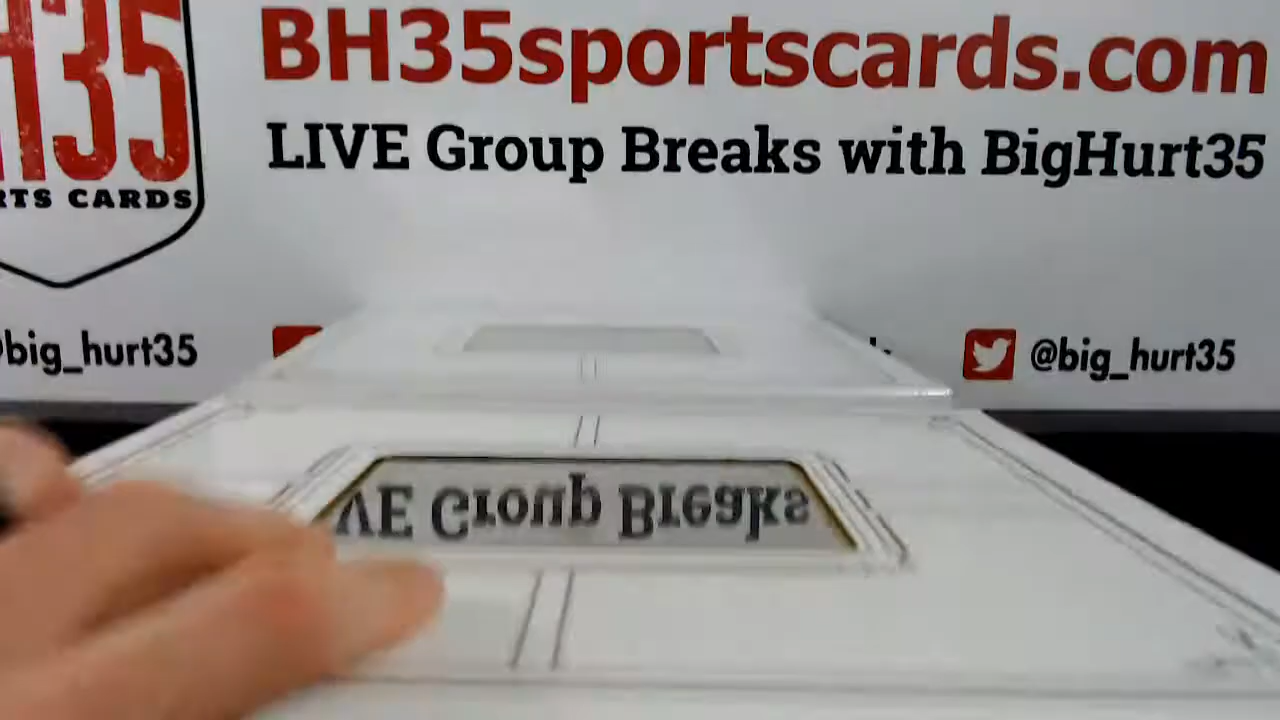 H35
RTS CARDS
BH35sportscards.com
LIVE Group Breaks with BigHurt35
big_hurt35
@big_hurt35
VE Group Breaks